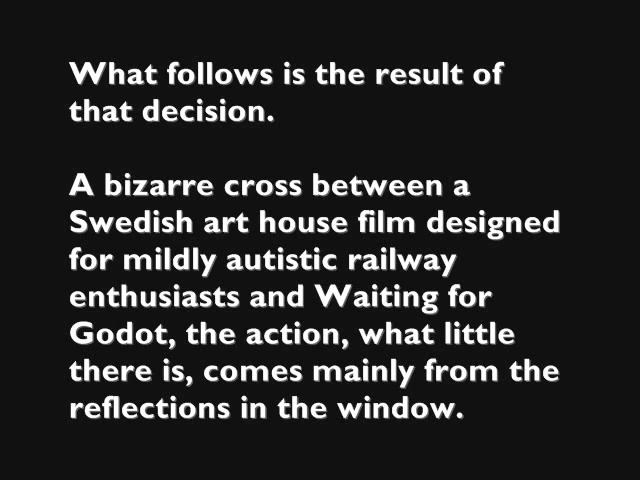 What follows is the result of
that decision.
A bizarre cross between a
Swedish art house film designed
for mildly autistic railway
enthusiasts and Waiting for
Godot, the action, what little
there is, comes mainly from the
reflections in the window.